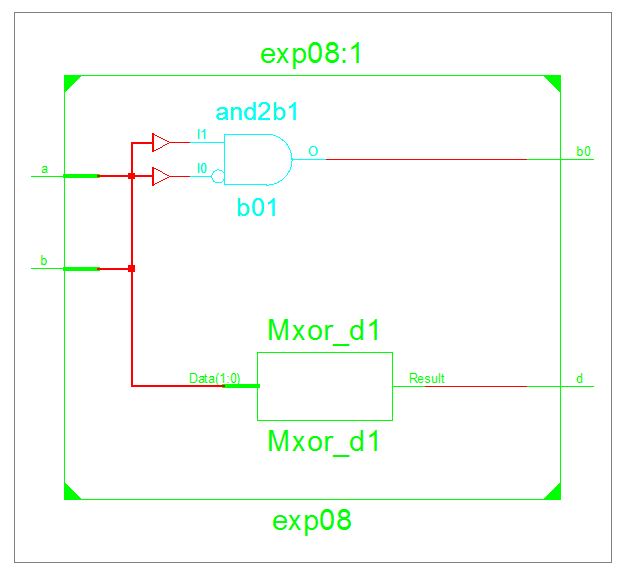 exp08:1
and2b1
I1
a
I0
O
b0
b01
b
Mxor_d1
Data(1:0)
Result
d
Mxor_d1
exp08